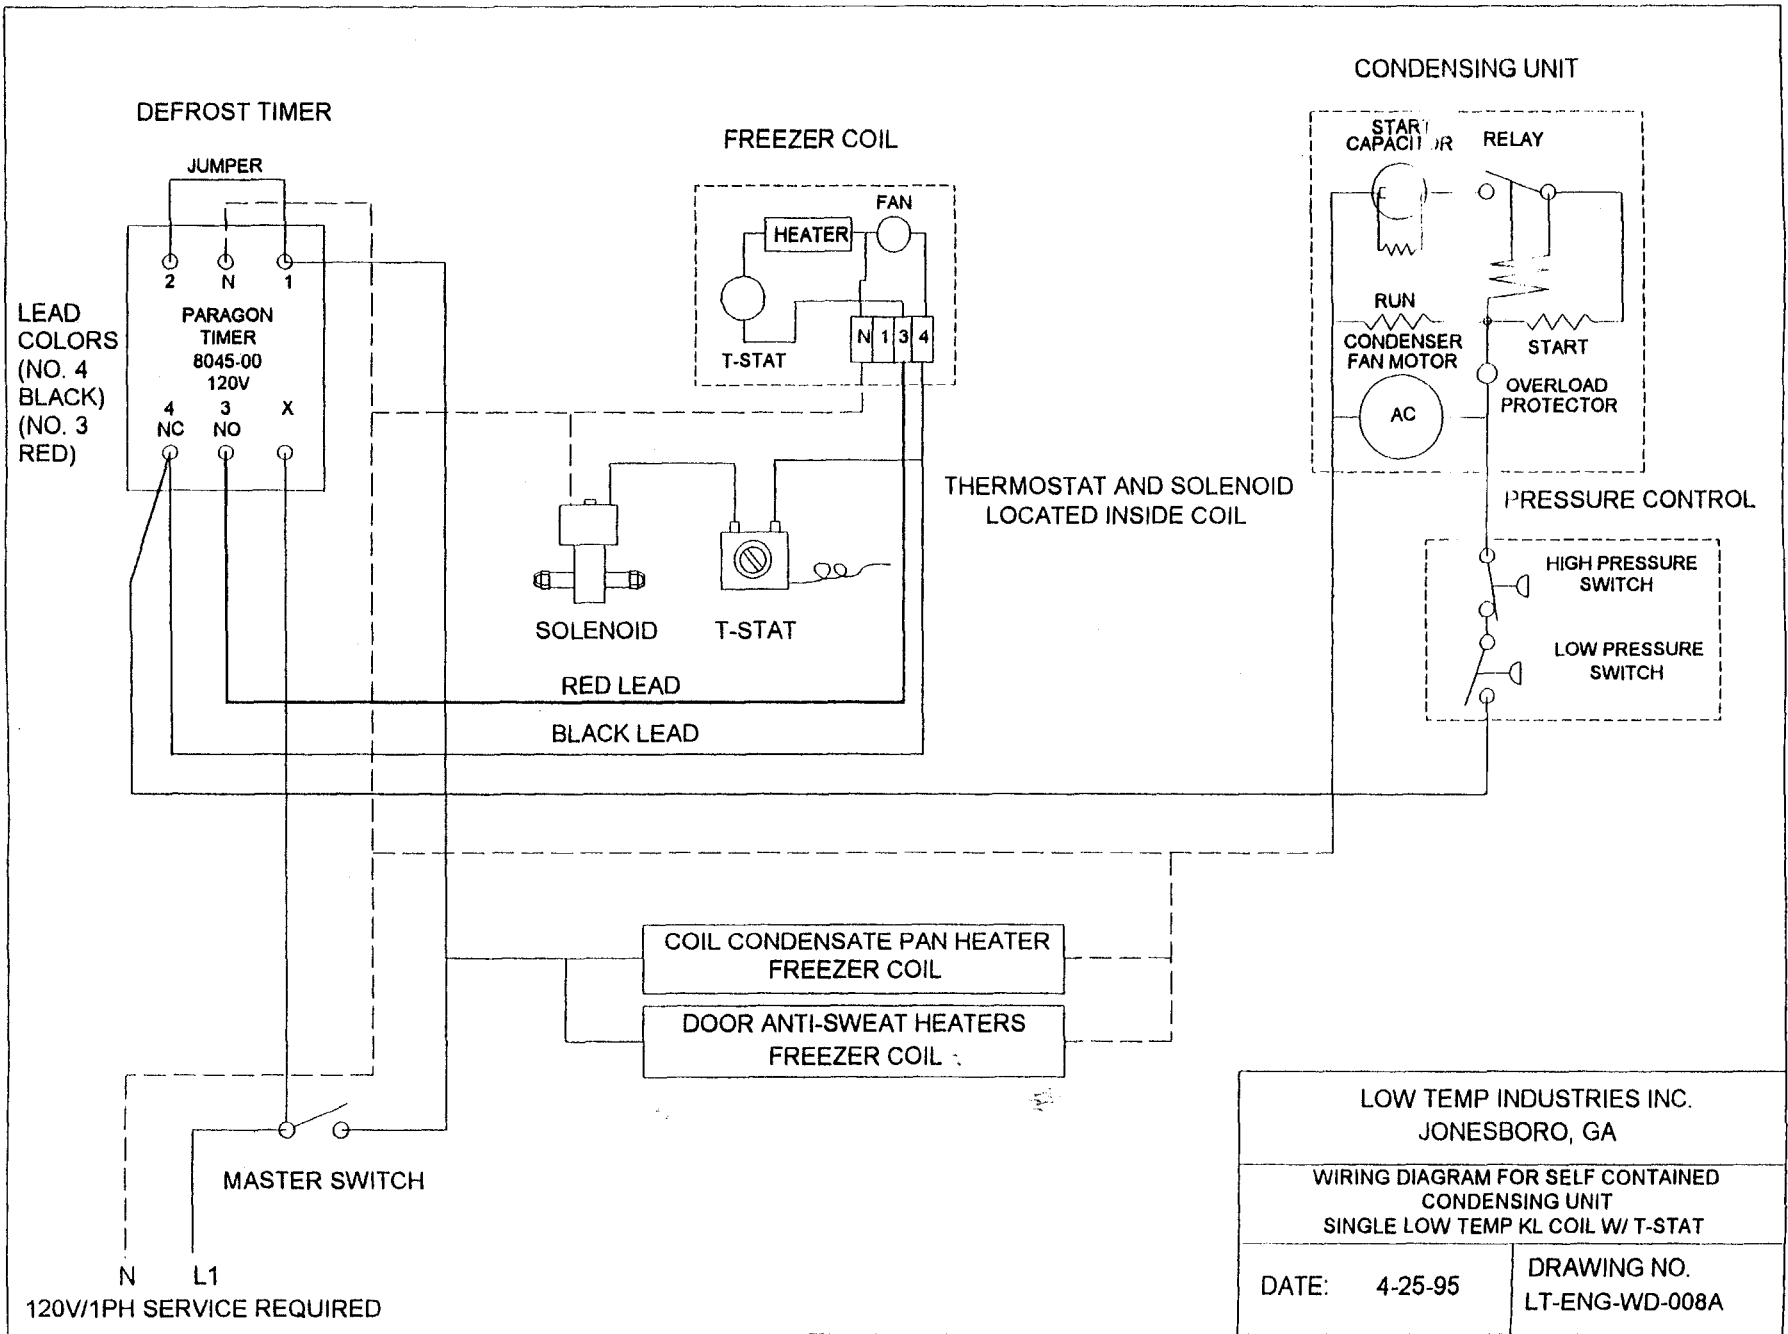 CONDENSING UNIT
DEFROST TIMER
FREEZER COIL
JUMPER
START
CAPACITOR
RELAY
FAN
HEATER
2 N 1
LEAD
COLORS
(NO. 4
BLACK)
(NO. 3
RED)
PARAGON
TIMER
8045-00
120V
4 3 X
NC NO
T-STAT
N 1 3 4
RUN
START
CONDENSER
FAN MOTOR
AC
OVERLOAD
PROTECTOR
THERMOSTAT AND SOLENOID
LOCATED INSIDE COIL
PRESSURE CONTROL
HIGH PRESSURE
SWITCH
LOW PRESSURE
SWITCH
SOLENOID
T-STAT
RED LEAD
BLACK LEAD
COIL CONDENSATE PAN HEATER
FREEZER COIL
DOOR ANTI-SWEAT HEATERS
FREEZER COIL
MASTER SWITCH
N L1
120V/1PH SERVICE REQUIRED
LOW TEMP INDUSTRIES INC.
JONESBORO, GA
WIRING DIAGRAM FOR SELF CONTAINED
CONDENSING UNIT
SINGLE LOW TEMP KL COIL W/ T-STAT
DATE: 4-25-95
DRAWING NO.
LT-ENG-WD-008A